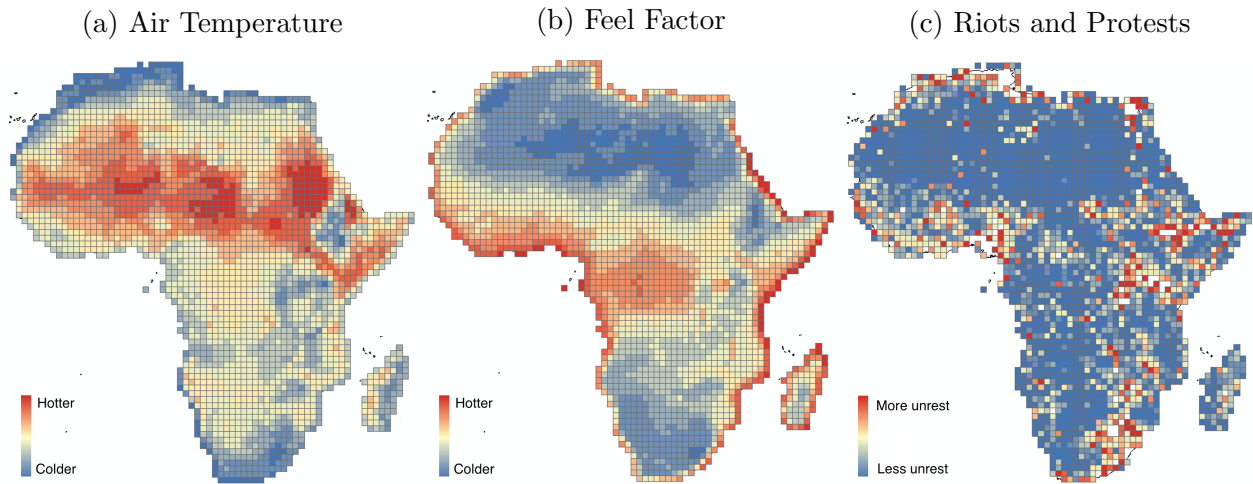 (a) Air Temperature
(b) Feel Factor
(c) Riots and Protests
Hotter
Colder
Hotter
Colder
More unrest
Less unrest